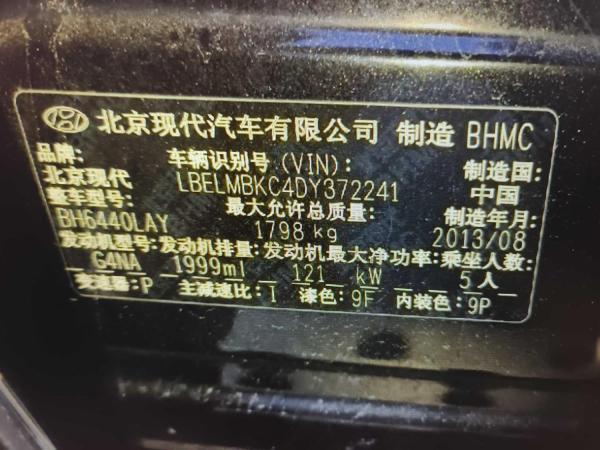 北京现代汽车有限公司 制造 BHMC
品牌: 车辆识别号(VIN): 制造国:
北京现代 LBELMBKC4DY372241 中国
整车型号: 最大允许总质量: 制造年月:
BH6440LAY 1798 kg 2013/08
发动机型号: 发动机排量: 发动机最大净功率: 乘坐人数:
G4NA 1999ml 121 kW 5 人
变速器: P 主减速比: I 漆色: 9F 内装色: 9P